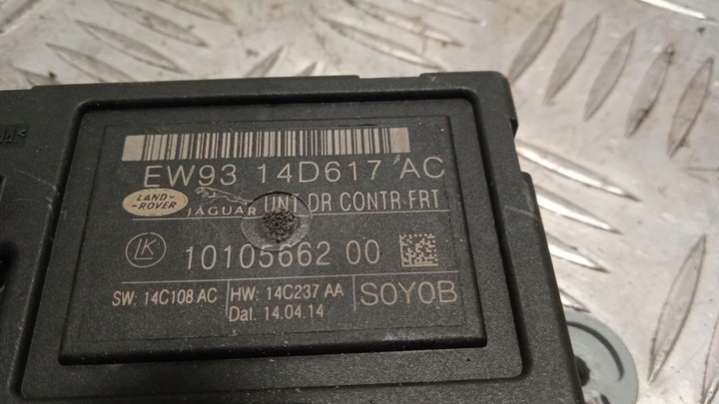 EW93 14D617 AC
LAND-
-ROVER
JAGUAR UNT DR CONTR FRT
LK 10105662 00
SW: 14C108 AC HW: 14C237 AA S0Y0B
Dat. 14.04.14